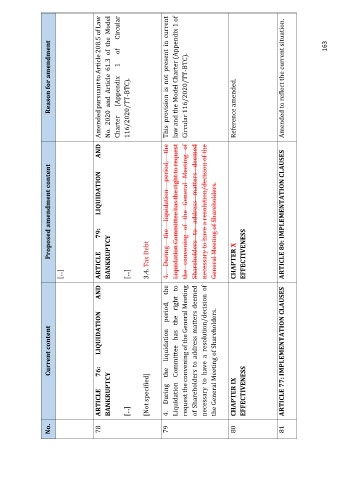 No.
Current content
Proposed amendment content
Reason for amendment
[...]
78
ARTICLE 76: LIQUIDATION AND
BANKRUPTCY
[...]
[Not specified]
ARTICLE 79: LIQUIDATION AND
BANKRUPTCY
[...]
3.4. Tax Debt
Amended pursuant to Article 208.5 of Law
No. 2020 and Article 61.3 of the Model
Charter (Appendix 1 of Circular
116/2020/TT-BTC).
79
4. During the liquidation period, the
Liquidation Committee has the right to
request the convening of the General Meeting
of Shareholders to address matters deemed
necessary to have a resolution/decision of
the General Meeting of Shareholders.
4. During the liquidation period, the
Liquidation Committee has the right to request
the convening of the General Meeting of
Shareholders to address matters deemed
necessary to have a resolution/decision of the
General Meeting of Shareholders.
This provision is not present in current
law and the Model Charter (Appendix 1 of
Circular 116/2020/TT-BTC).
80
CHAPTER IX
EFFECTIVENESS
CHAPTER X
EFFECTIVENESS
Reference amended.
81
ARTICLE 77: IMPLEMENTATION CLAUSES
ARTICLE 80: IMPLEMENTATION CLAUSES
Amended to reflect the current situation.
163